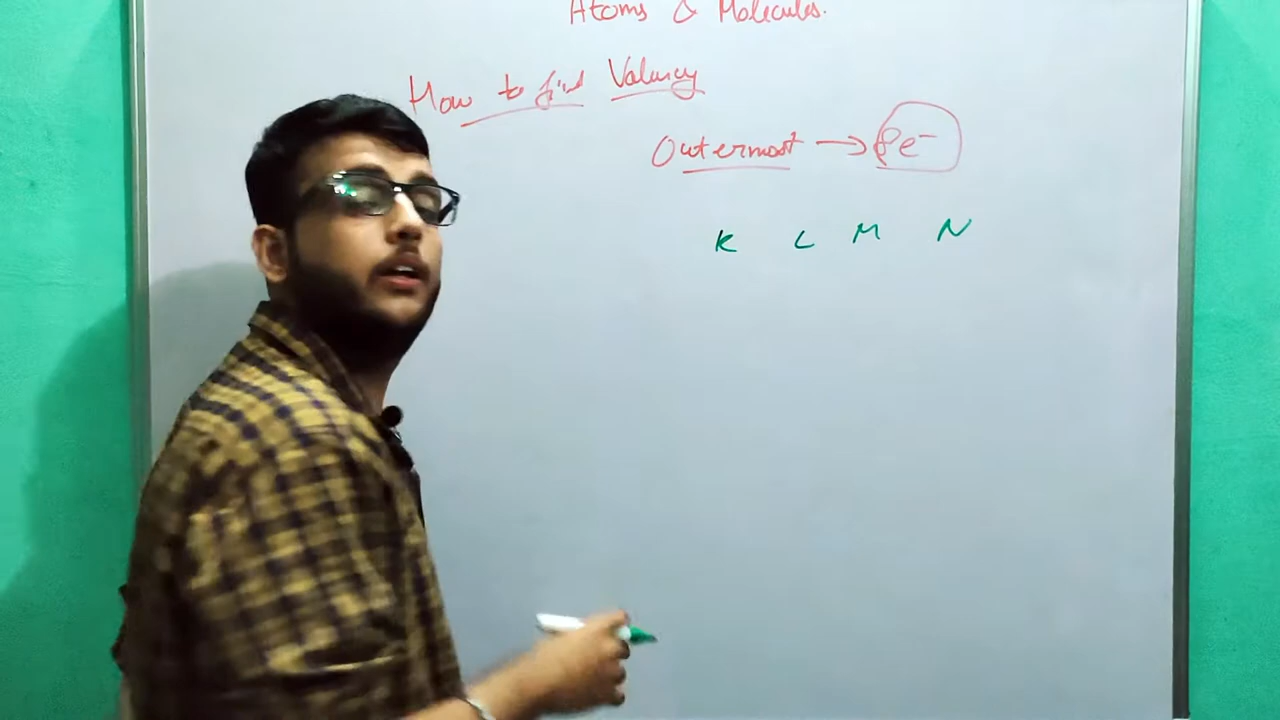 Atoms & Molecules.
How to find Valency
Outermost → 8e⁻
K L M N